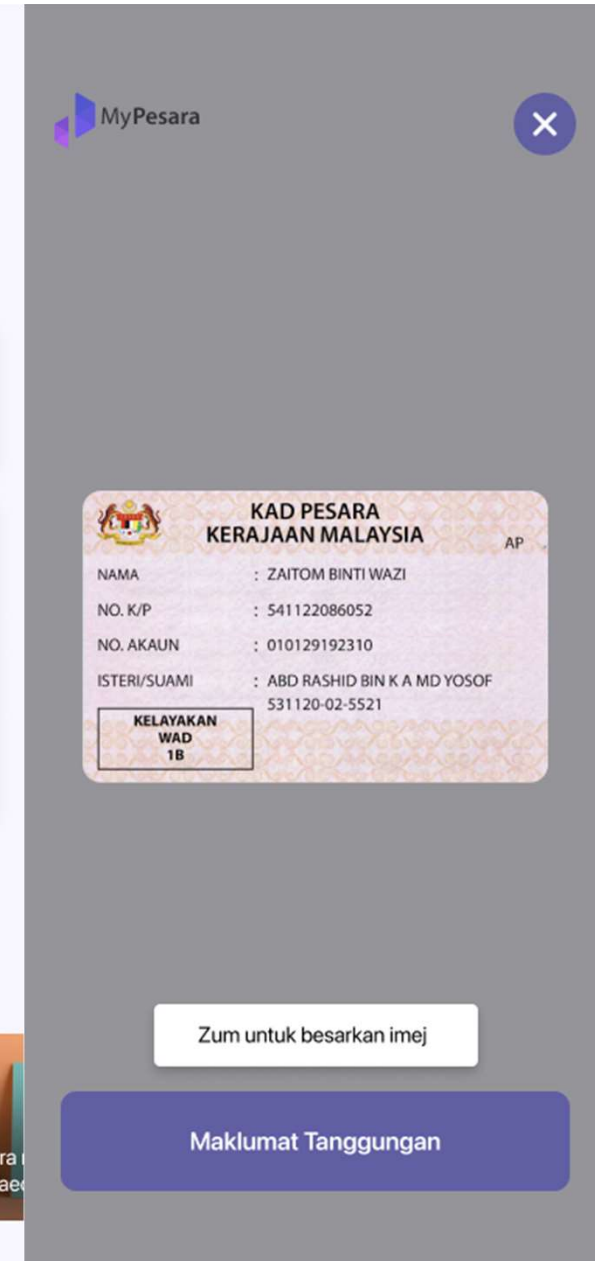 MyPesara
KAD PESARA
KERAJAAN MALAYSIA
AP
NAMA : ZAITOM BINTI WAZI
NO. K/P : 541122086052
NO. AKAUN : 010129192310
ISTERI/SUAMI : ABD RASHID BIN K A MD YOSOF
531120-02-5521
KELAYAKAN
WAD
1B
Zum untuk besarkan imej
Maklumat Tanggungan